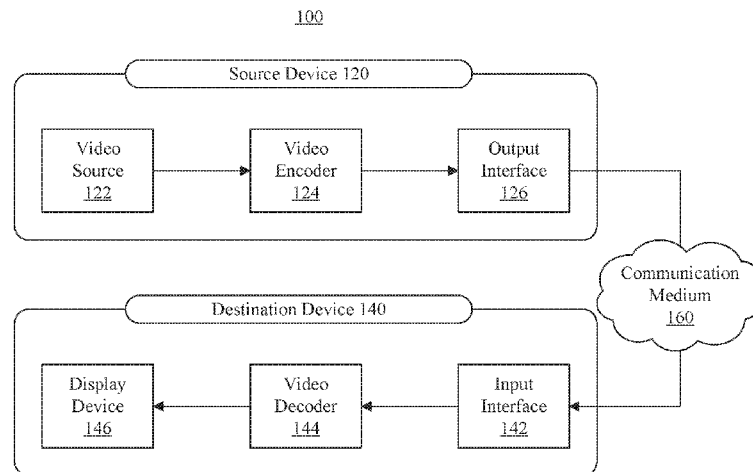 100
Source Device 120
Video
Source
122
Video
Encoder
124
Output
Interface
126
Communication
Medium
160
Destination Device 140
Display
Device
146
Video
Decoder
144
Input
Interface
142